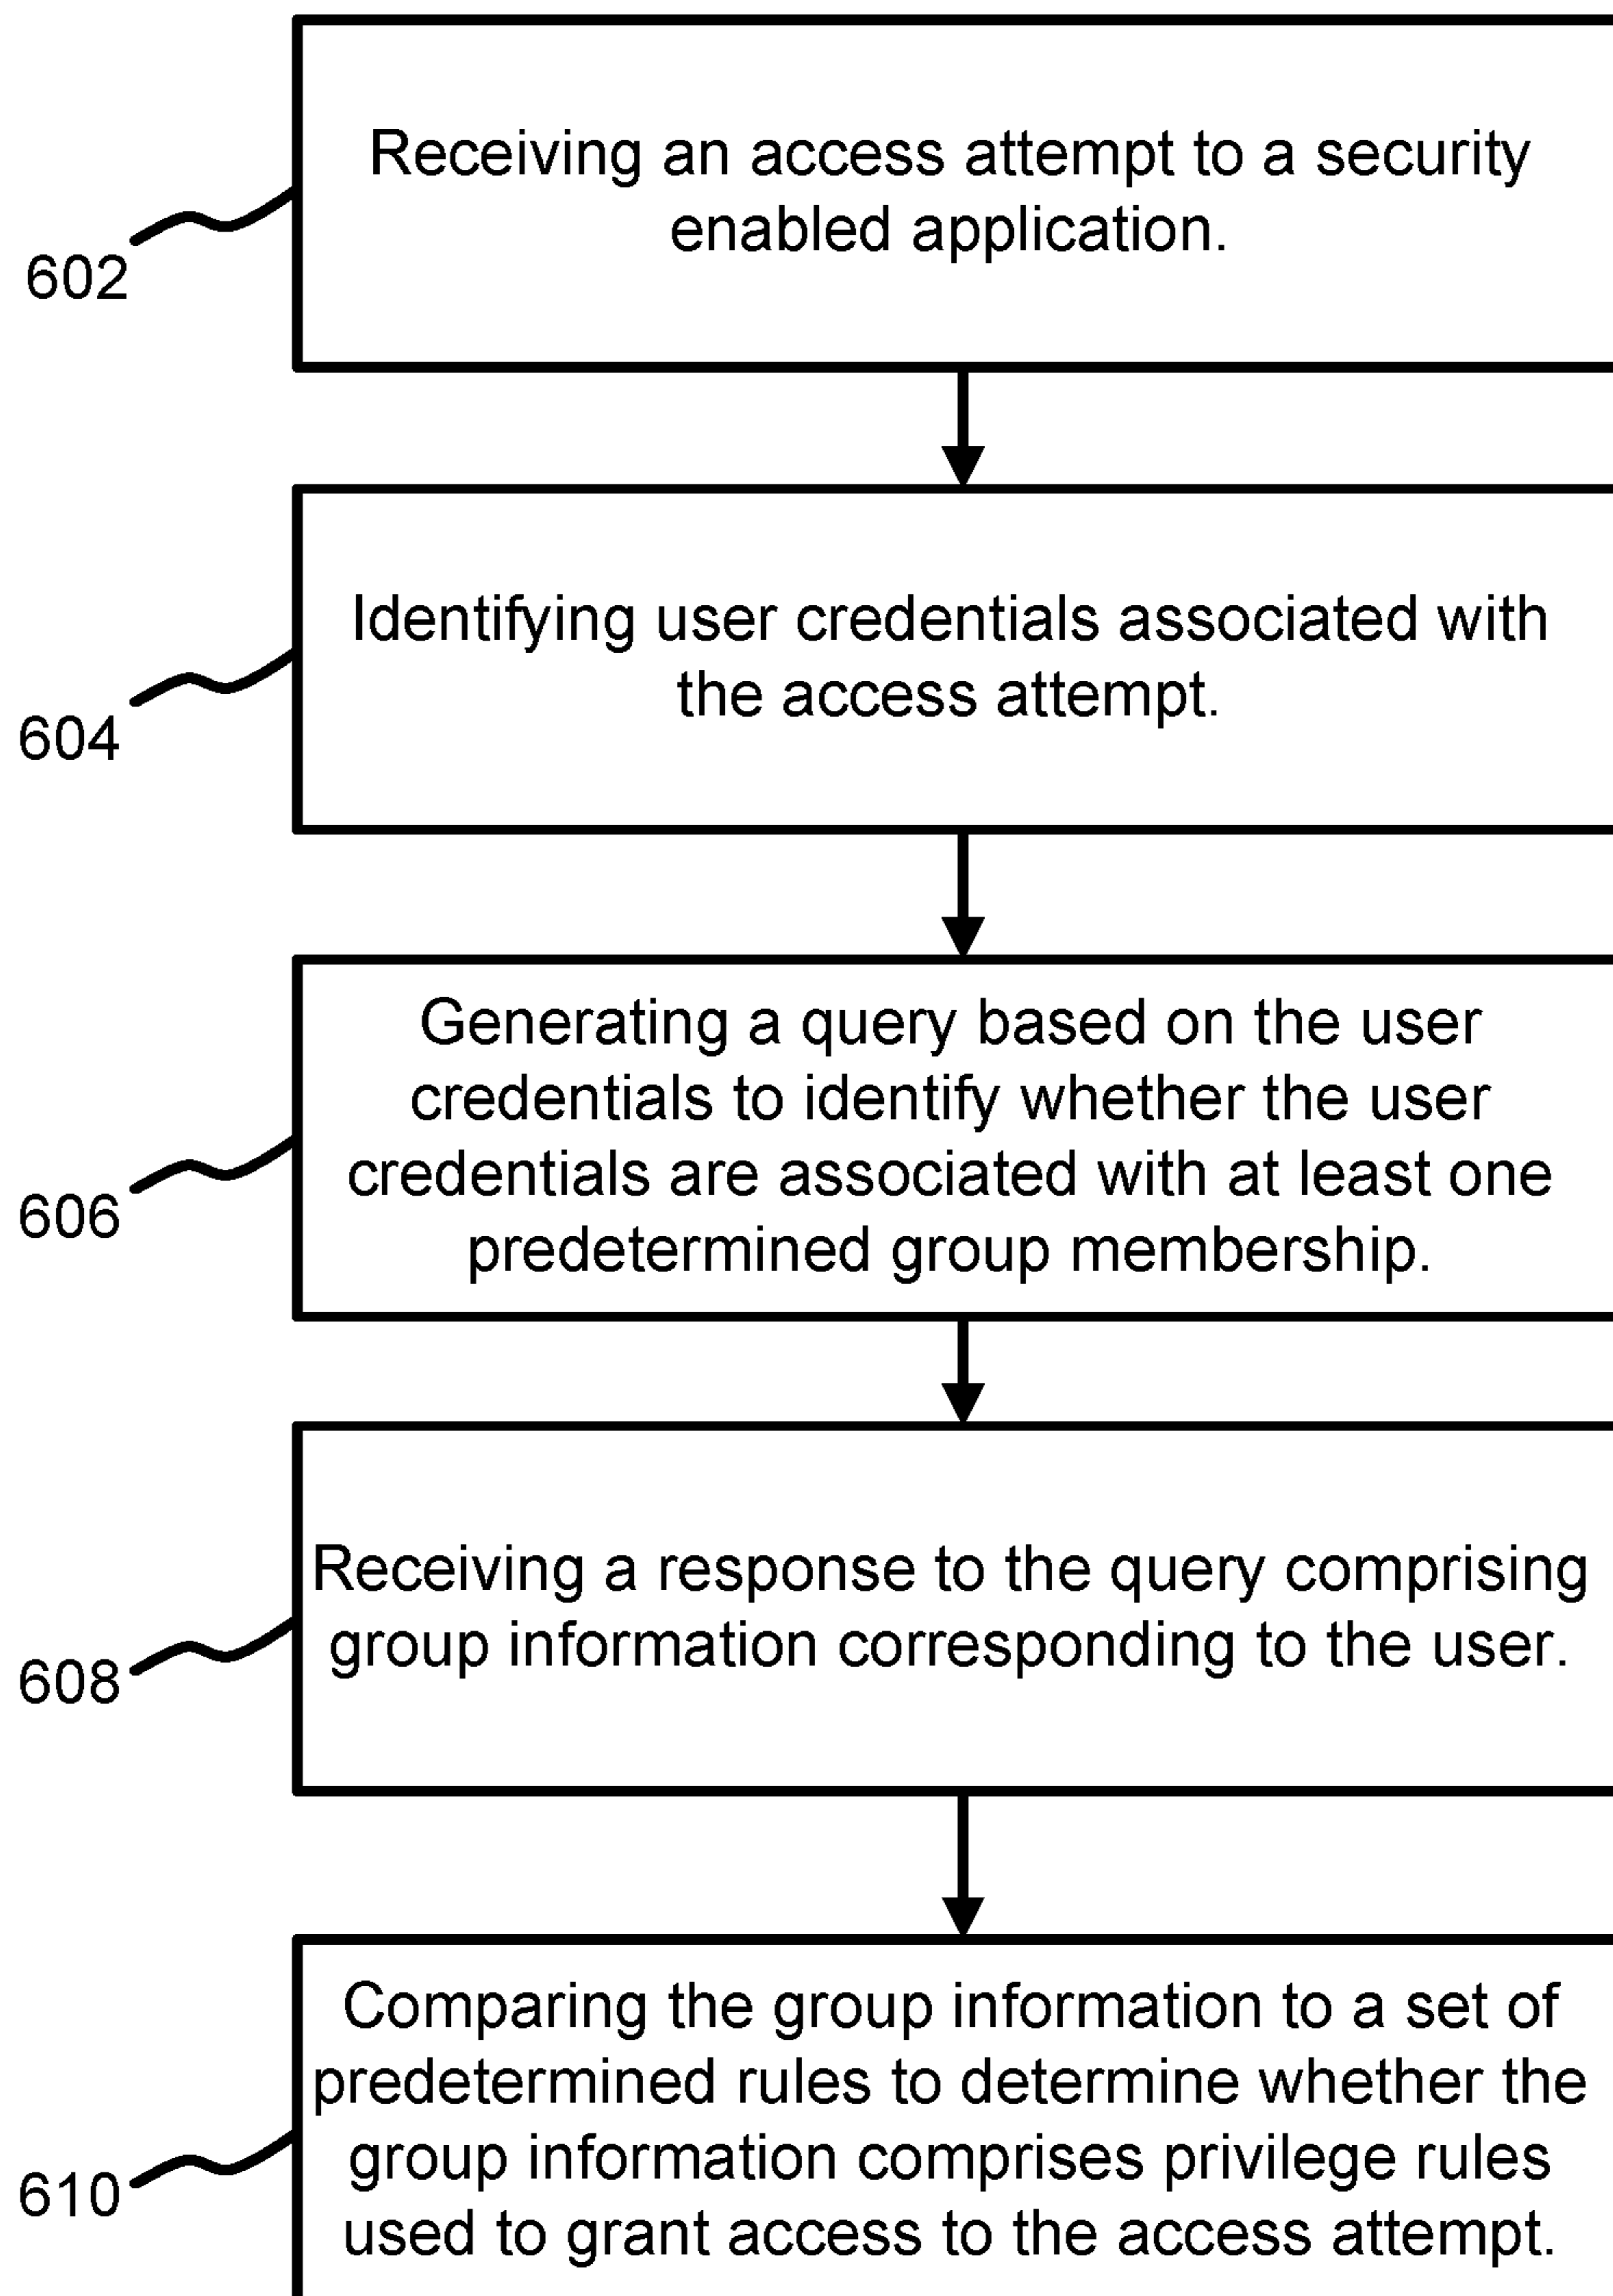 Receiving an access attempt to a security
enabled application.
602
Identifying user credentials associated with
the access attempt.
604
Generating a query based on the user
credentials to identify whether the user
credentials are associated with at least one
predetermined group membership.
606
Receiving a response to the query comprising
group information corresponding to the user.
608
Comparing the group information to a set of
predetermined rules to determine whether the
group information comprises privilege rules
used to grant access to the access attempt.
610